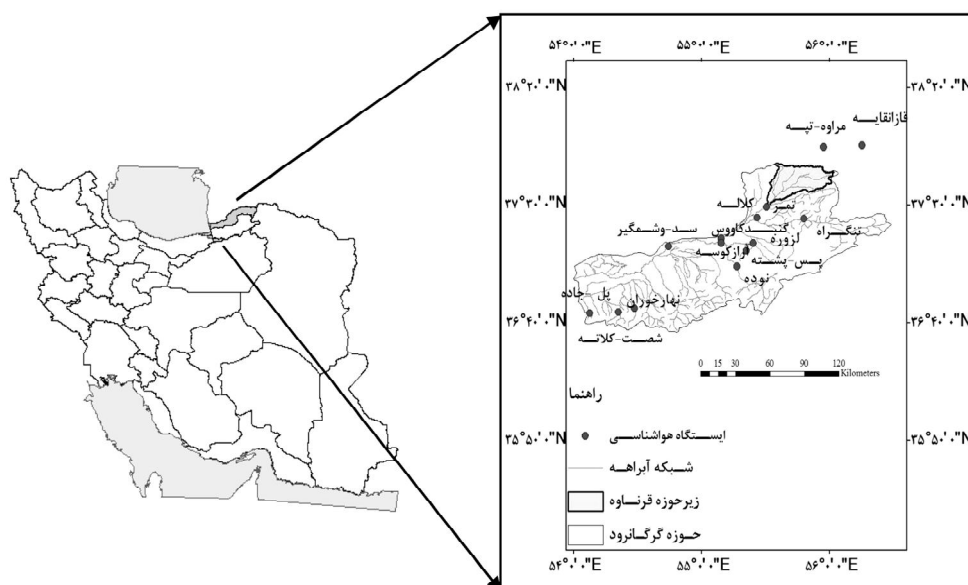 ۵۴°۰'۰"E ۵۵°۰'۰"E ۵۶°۰'۰"E
۳۸°۲۰'۰"N ۳۸°۲۰'۰"N
قازانقایه
مراوه-تپه
۳۷°۳۰'۰"N ۳۷°۳۰'۰"N
تمر
کلاله
تنگراه
گنبدکاووس
سد-وشمگیر
لزوره
ارازکوسه
پس پشته
نوده
پل-جاده
نهارخوران
۳۶°۴۰'۰"N ۳۶°۴۰'۰"N
شصت-کلاته
0 15 30 60 90 120
Kilometers
راهنما
ایستگاه هواشناسی
۳۵°۵۰'۰"N ۳۵°۵۰'۰"N
شبکه آبراهه
زیرحوزه قرناوه
حوزه گرگانرود
۵۴°۰'۰"E ۵۵°۰'۰"E ۵۶°۰'۰"E